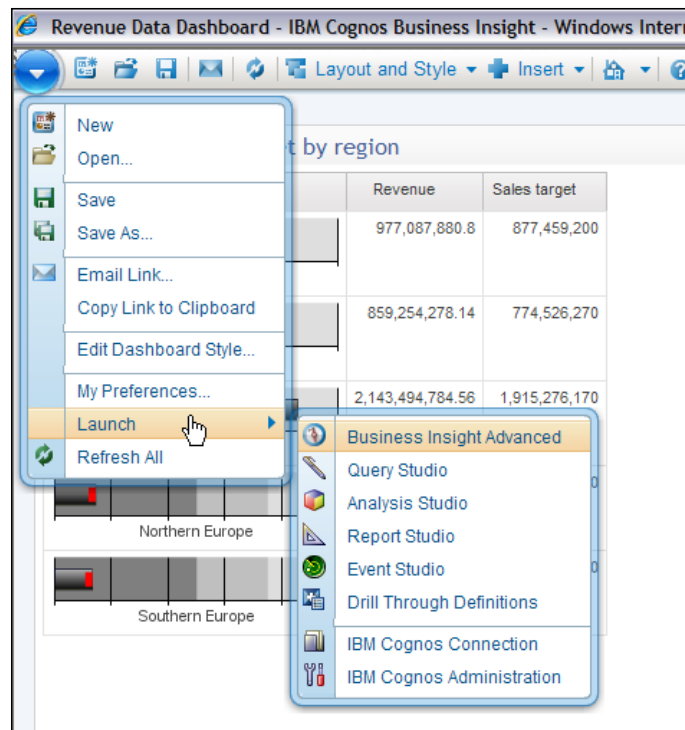 Revenue Data Dashboard - IBM Cognos Business Insight - Windows Inter
Layout and Style Insert
New
Open...
Save
Save As...
Email Link...
Copy Link to Clipboard
Edit Dashboard Style...
My Preferences...
Launch
Refresh All
by region
Revenue Sales target
977,087,880.8 877,459,200
859,254,278.14 774,526,270
2,143,494,784.56 1,915,276,170
Business Insight Advanced
Query Studio
Analysis Studio
Report Studio
Event Studio
Drill Through Definitions
IBM Cognos Connection
IBM Cognos Administration
Northern Europe
Southern Europe